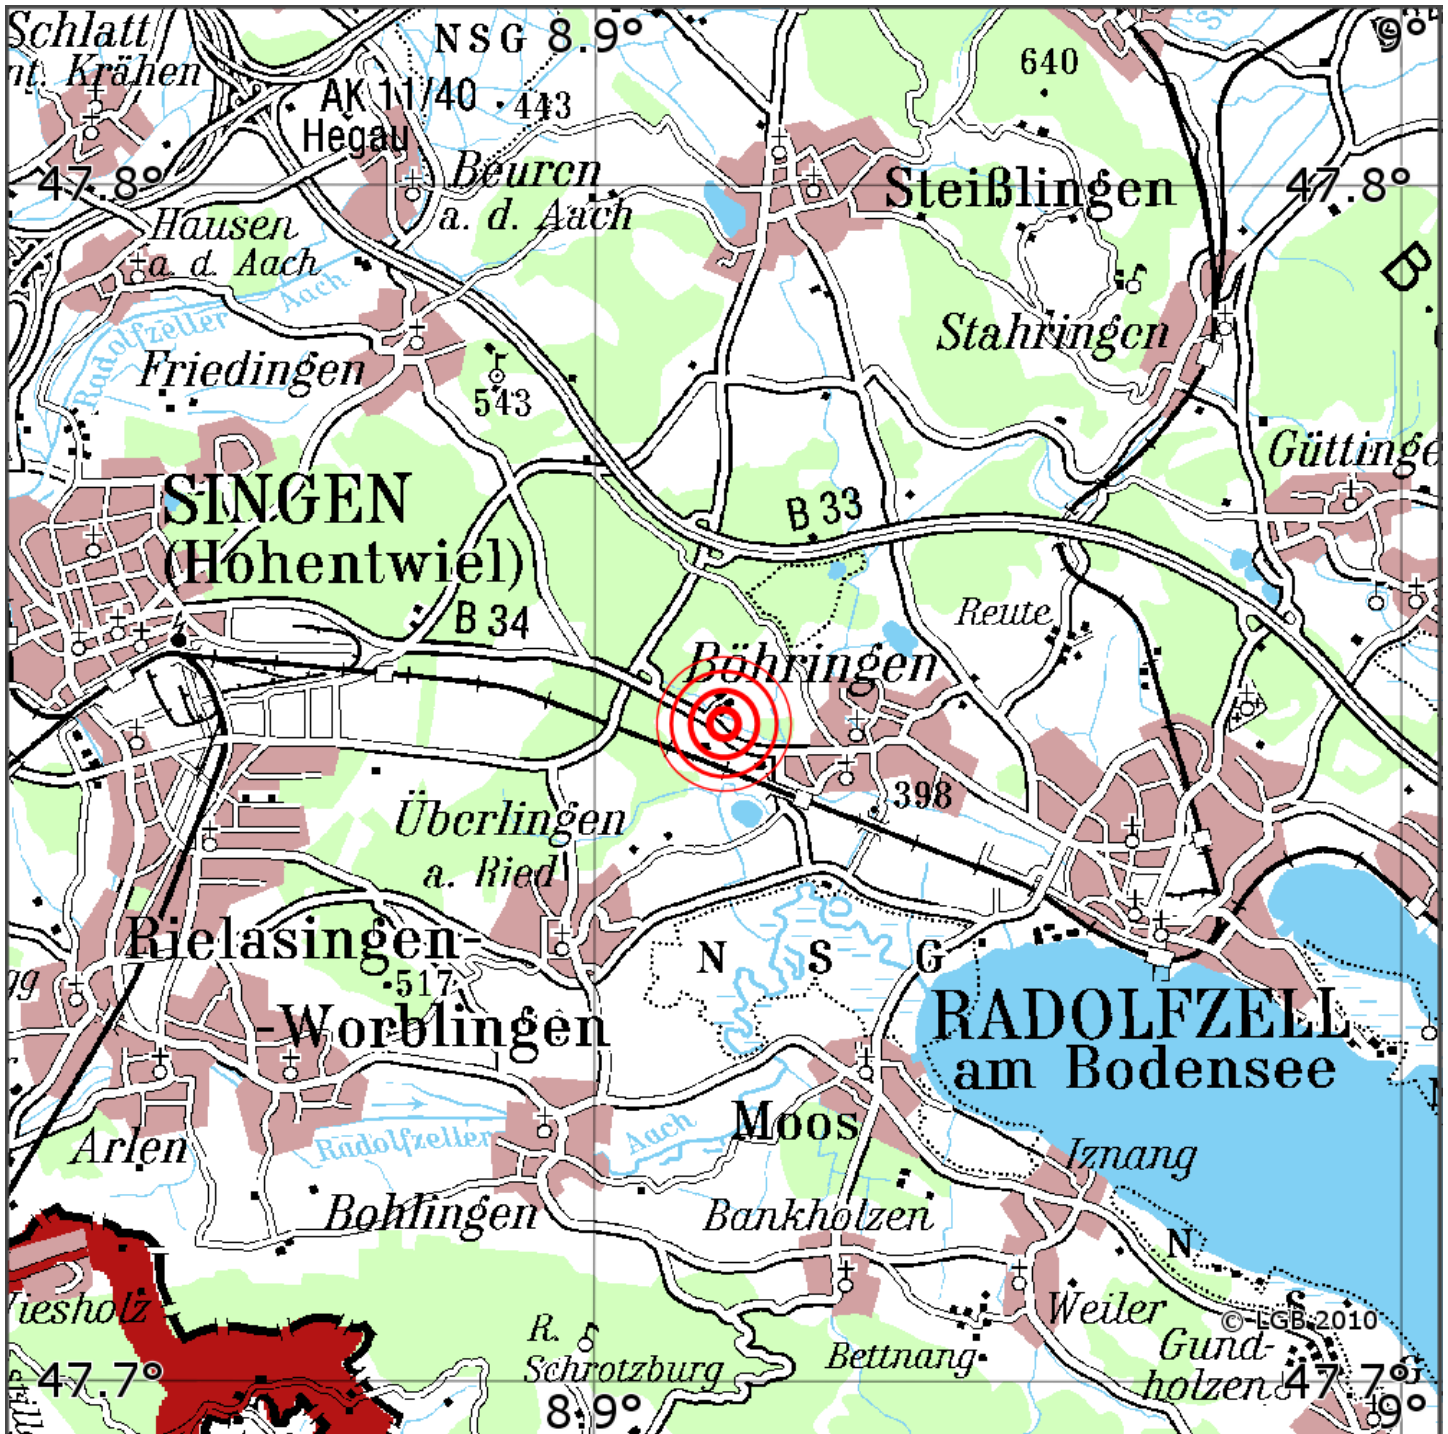 Schlatt
NSG
8.9°
9°
nt. Krähen
640
AK 11/40
443
Hegau
Beuren
Steißlingen
47.8°
47.8°
Hausen
a. d. Aach
a. d. Aach
B
Radolfzeller Aach
Stahringen
Friedingen
543
Güttinge
SINGEN
B 33
(Hohentwiel)
B 34
Reute
Böhringen
398
Überlingen
a. Ried
Rielasingen-
N S G
517
-Worblingen
RADOLFZELL
am Bodensee
Moos
Arlen
Radolfzeller
Aach
Iznang
Bohlingen
Bankholzen
N
Wiesholz
Weiler
S
© LGB 2010
R.
Schrotzburg
Bettnang
Gund-
holzen
47.7°
47.7°
8.9°
9°